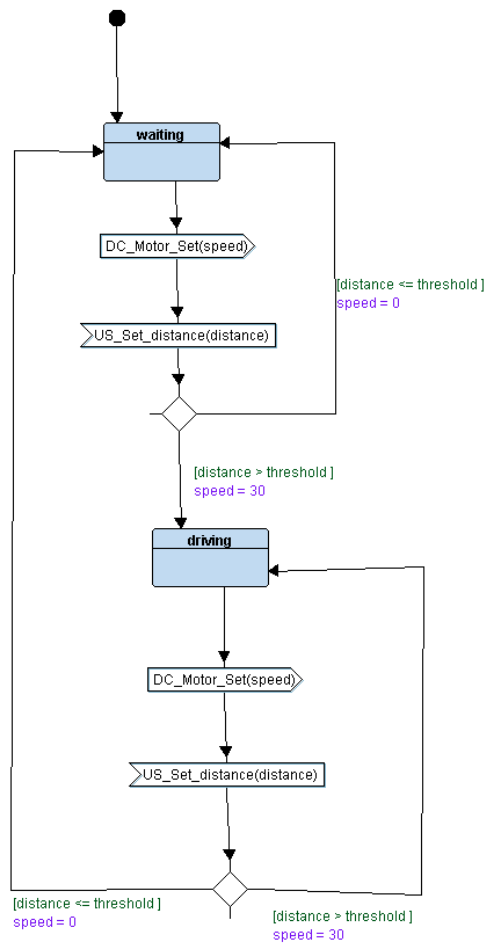 waiting
DC_Motor_Set(speed)
[distance <= threshold ]
speed = 0
US_Set_distance(distance)
[distance > threshold ]
speed = 30
driving
DC_Motor_Set(speed)
US_Set_distance(distance)
[distance <= threshold ]
speed = 0
[distance > threshold ]
speed = 30